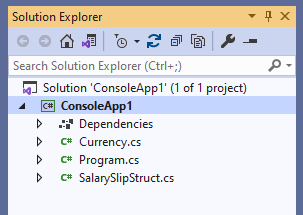 Solution Explorer
Search Solution Explorer (Ctrl+;)
Solution 'ConsoleApp1' (1 of 1 project)
C# ConsoleApp1
Dependencies
C# Currency.cs
C# Program.cs
C# SalarySlipStruct.cs